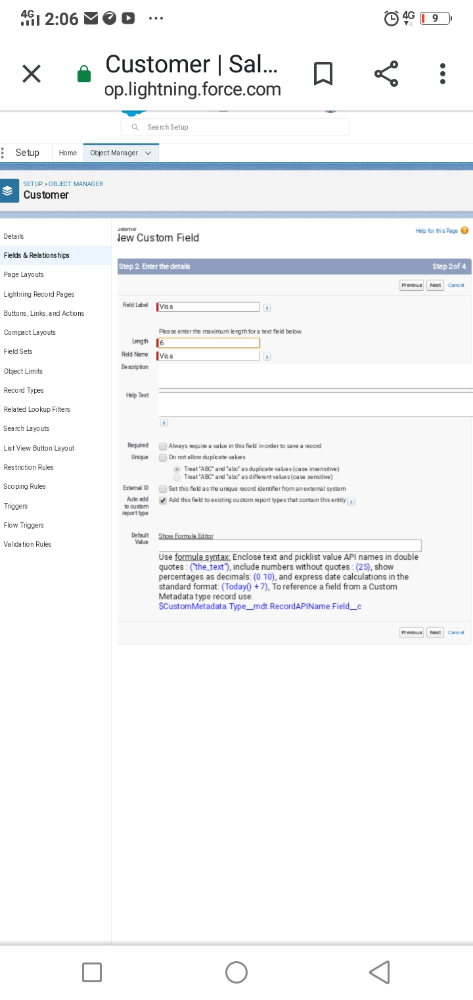 4G 2:06 ... 4G 9
Customer | Sal...
op.lightning.force.com
Search Setup
Setup Home Object Manager
SETUP > OBJECT MANAGER
Customer
Details
Fields & Relationships
Page Layouts
Lightning Record Pages
Buttons, Links, and Actions
Compact Layouts
Field Sets
Object Limits
Record Types
Related Lookup Filters
Search Layouts
List View Button Layout
Restriction Rules
Scoping Rules
Triggers
Flow Triggers
Validation Rules
ustomer
New Custom Field
Help for this Page ?
Step 2. Enter the details Step 2 of 4
Previous Next Cancel
Field Label Visa i
Please enter the maximum length for a text field below.
Length 6
Field Name Visa i
Description
Help Text
i
Required Always require a value in this field in order to save a record
Unique Do not allow duplicate values
Treat "ABC" and "abc" as duplicate values (case insensitive)
Treat "ABC" and "abc" as different values (case sensitive)
External ID Set this field as the unique record identifier from an external system
Auto add to custom report type Add this field to existing custom report types that contain this entity i
Default Value Show Formula Editor
Use formula syntax: Enclose text and picklist value API names in double
quotes : ("the_text"), include numbers without quotes : (25), show
percentages as decimals: (0.10), and express date calculations in the
standard format: (Today() + 7), To reference a field from a Custom
Metadata type record use:
$CustomMetadata.Type__mdt.RecordAPIName.Field__c
Previous Next Cancel